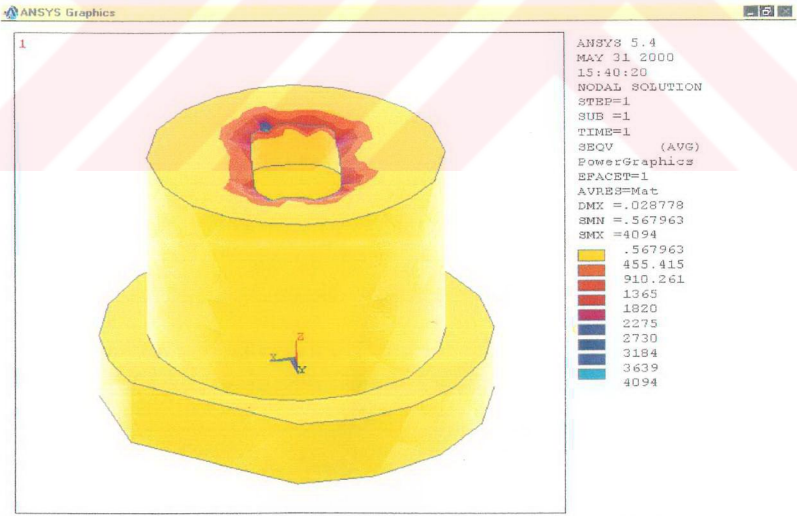 ANSYS Graphics
1
ANSYS 5.4
MAY 31 2000
15:40:20
NODAL SOLUTION
STEP=1
SUB =1
TIME=1
SEQV (AVG)
PowerGraphics
EFACET=1
AVRES=Mat
DMX =.028778
SMN =.567963
SMX =4094
.567963
455.415
910.261
1365
1820
2275
2730
3184
3639
4094
Z
X
Y